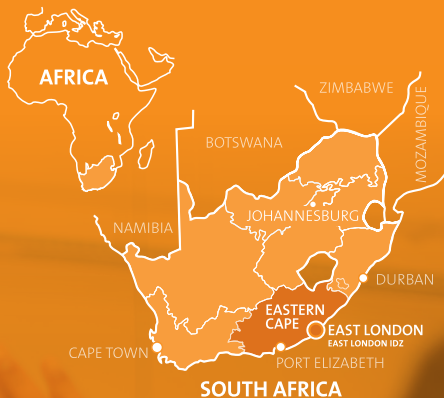 AFRICA
ZIMBABWE
MOZAMBIQUE
BOTSWANA
JOHANNESBURG
NAMIBIA
DURBAN
EASTERN
CAPE
EAST LONDON
EAST LONDON IDZ
CAPE TOWN
PORT ELIZABETH
SOUTH AFRICA